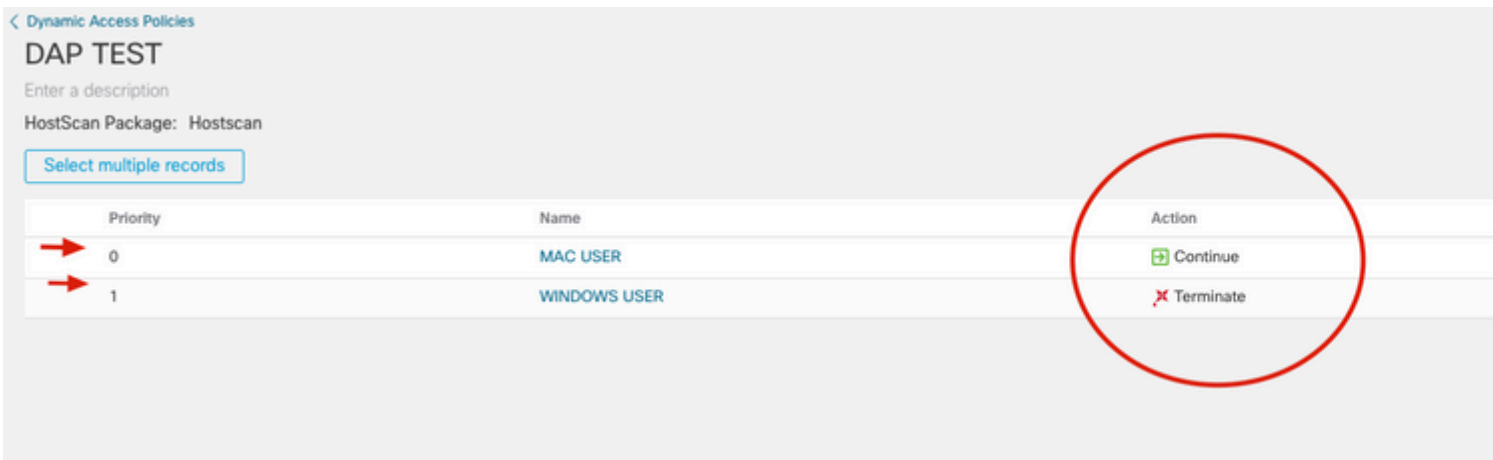 Dynamic Access Policies
DAP TEST
Enter a description
HostScan Package: Hostscan
Select multiple records
Priority Name Action
0 MAC USER Continue
1 WINDOWS USER Terminate